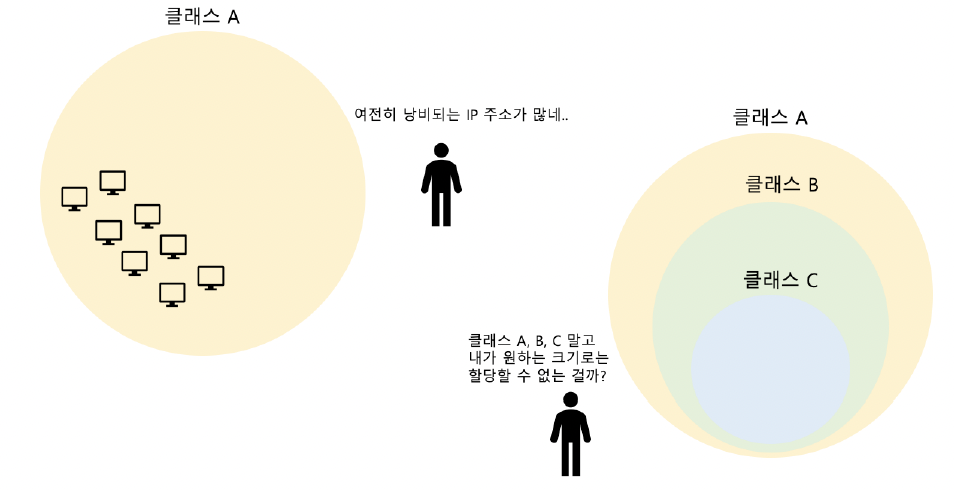 클래스 A
여전히 낭비되는 IP 주소가 많네..
클래스 A
클래스 B
클래스 C
클래스 A, B, C 말고
내가 원하는 크기로는
할당할 수 없는 걸까?